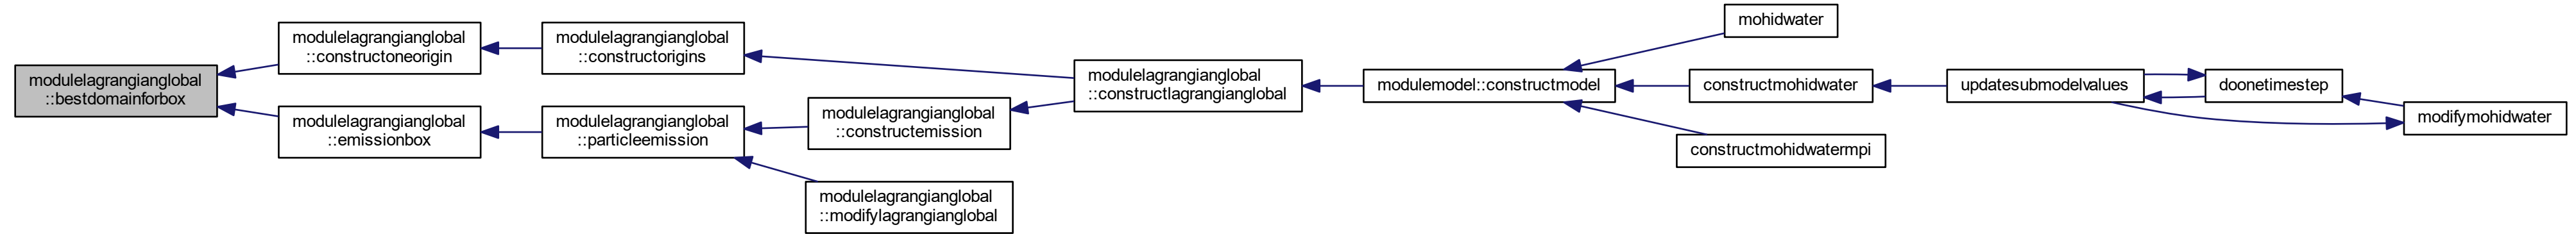 modulelagrangianglobal
::bestdomainforbox
modulelagrangianglobal
::constructoneorigin
modulelagrangianglobal
::emissionbox
modulelagrangianglobal
::constructorigins
modulelagrangianglobal
::particleemission
modulelagrangianglobal
::constructemission
modulelagrangianglobal
::modifylagrangianglobal
modulelagrangianglobal
::constructlagrangianglobal
modulemodel::constructmodel
mohidwater
constructmohidwater
constructmohidwatermpi
updatesubmodelvalues
doonetimestep
modifymohidwater